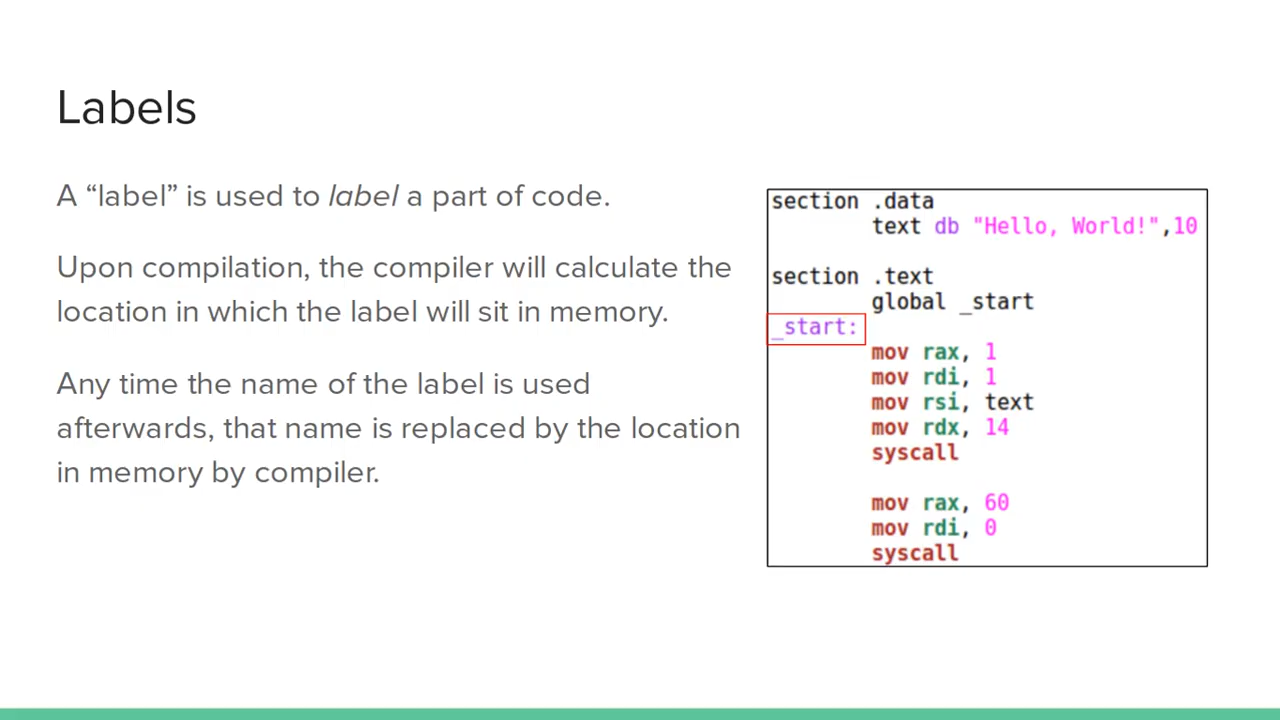 Labels
A “label” is used to label a part of code.
Upon compilation, the compiler will calculate the
location in which the label will sit in memory.
Any time the name of the label is used
afterwards, that name is replaced by the location
in memory by compiler.
section .data
text db "Hello, World!",10
section .text
global _start
_start:
mov rax, 1
mov rdi, 1
mov rsi, text
mov rdx, 14
syscall
mov rax, 60
mov rdi, 0
syscall